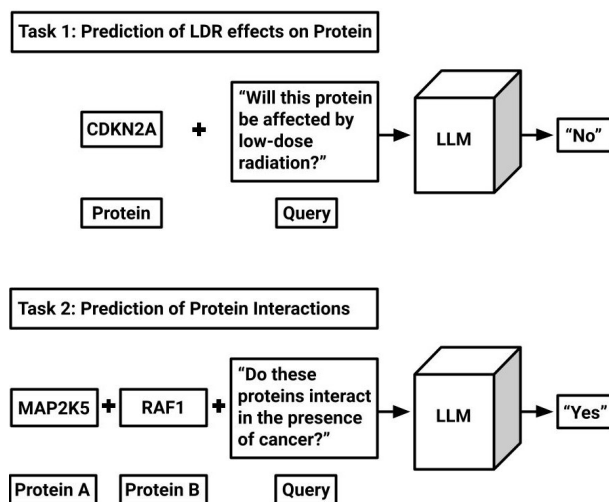 Task 1: Prediction of LDR effects on Protein
CDKN2A
+
“Will this protein
be affected by
low-dose
radiation?”
LLM
“No”
Protein
Query
Task 2: Prediction of Protein Interactions
MAP2K5
+
RAF1
+
“Do these
proteins interact
in the presence
of cancer?”
LLM
“Yes”
Protein A
Protein B
Query